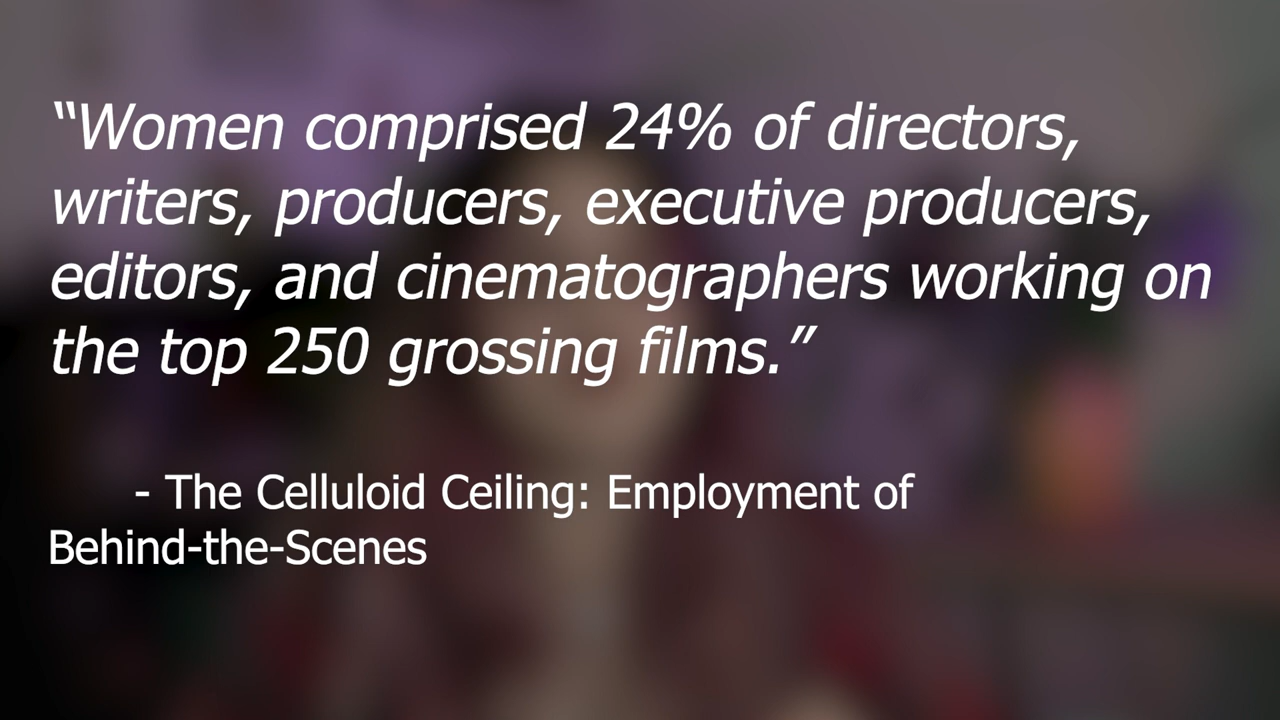 “Women comprised 24% of directors,
writers, producers, executive producers,
editors, and cinematographers working on
the top 250 grossing films.”
- The Celluloid Ceiling: Employment of
Behind-the-Scenes